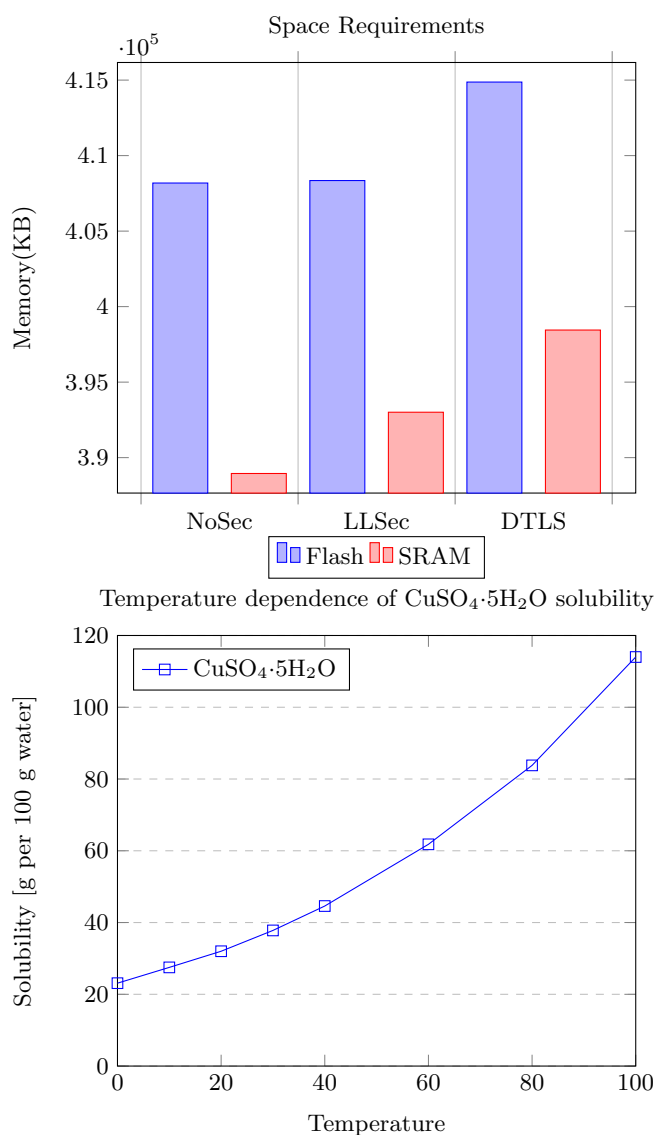 Space Requirements
·10⁵
4.15
4.1
4.05
4
3.95
3.9
Memory(KB)
NoSec LLSec DTLS
Flash SRAM
Temperature dependence of CuSO₄·5H₂O solubility
CuSO₄·5H₂O
120
100
80
60
40
20
0
Solubility [g per 100 g water]
0 20 40 60 80 100
Temperature